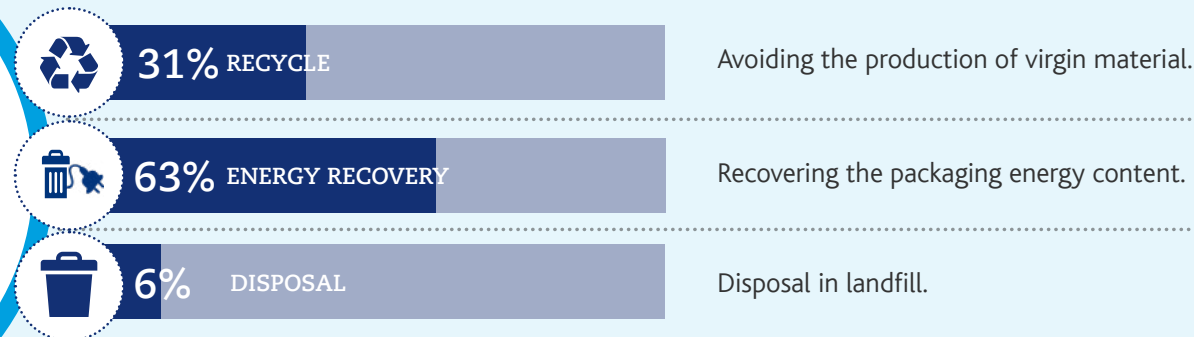 31% RECYCLE Avoiding the production of virgin material.
63% ENERGY RECOVERY Recovering the packaging energy content.
6% DISPOSAL Disposal in landfill.